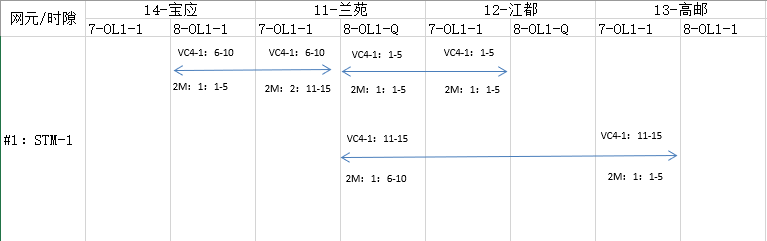 网元/时隙 14-宝应 11-兰苑 12-江都 13-高邮
7-OL1-1 8-OL1-1 7-OL1-1 8-OL1-Q 7-OL1-1 8-OL1-Q 7-OL1-1 8-OL1-1
VC4-1：6-10 VC4-1：6-10 VC4-1：1-5 VC4-1：1-5
2M：1：1-5 2M：2：11-15 2M：1：1-5 2M：1：1-5
#1：STM-1
VC4-1：11-15 VC4-1：11-15
2M：1：6-10 2M：1：1-5